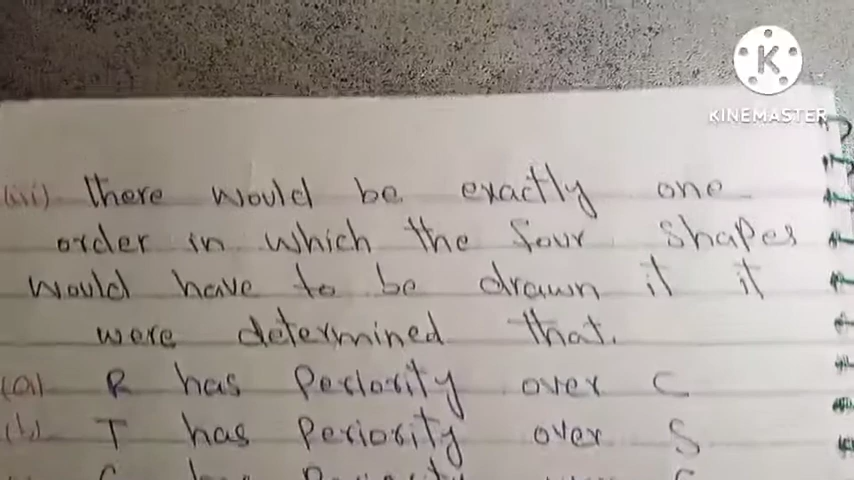 KINEMASTER
(iii) there would be exactly one
order in which the four shapes
would have to be drawn it it
were determined that.
(a) R has Periority over C
(b) T has Periority over S